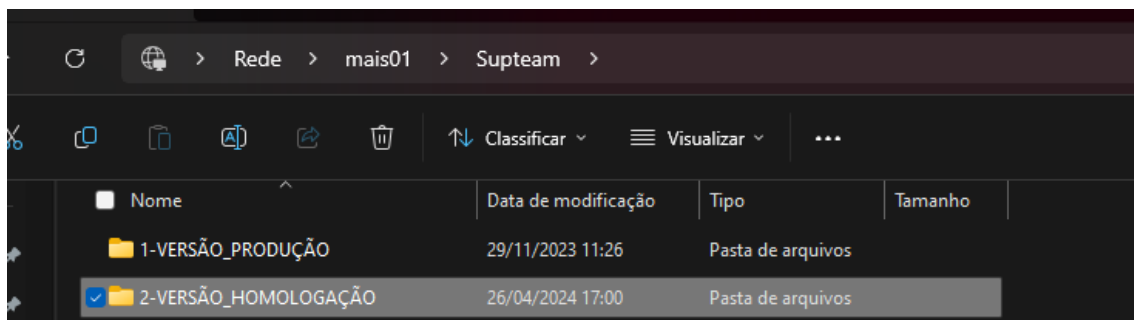 Rede > mais01 > Supteam >
Classificar Visualizar ...
Nome Data de modificação Tipo Tamanho
1-VERSÃO_PRODUÇÃO 29/11/2023 11:26 Pasta de arquivos
2-VERSÃO_HOMOLOGAÇÃO 26/04/2024 17:00 Pasta de arquivos